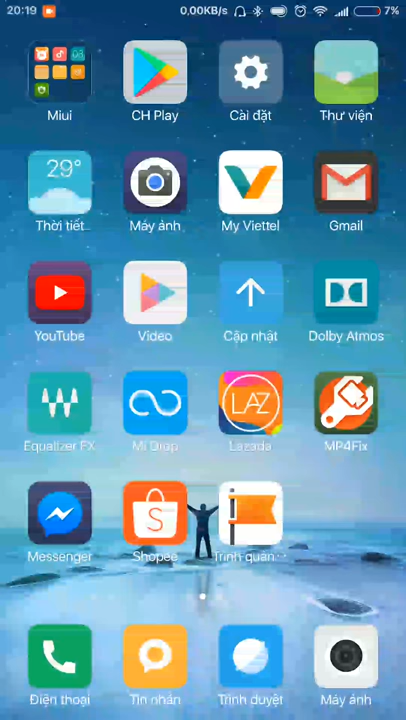 20:19 0,00KB/s 7%
Miui CH Play Cài đặt Thư viện
29°
Thời tiết Máy ảnh My Viettel Gmail
YouTube Video Cập nhật Dolby Atmos
LAZ
Equalizer FX Mi Drop Lazada MP4Fix
S
Messenger Shopee Trình quản…
Điện thoại Tin nhắn Trình duyệt Máy ảnh